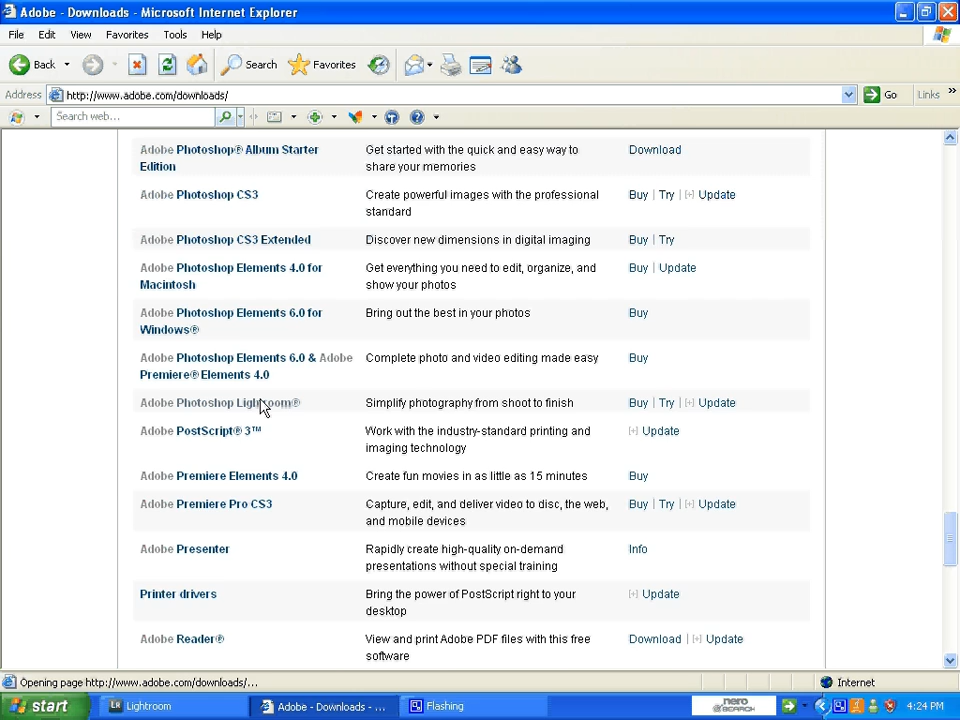 Adobe - Downloads - Microsoft Internet Explorer
File Edit View Favorites Tools Help
Back Search Favorites
Address http://www.adobe.com/downloads/ Go Links »
Search web...
Adobe Photoshop® Album Starter Edition Get started with the quick and easy way to share your memories Download
Adobe Photoshop CS3 Create powerful images with the professional standard Buy | Try | [+] Update
Adobe Photoshop CS3 Extended Discover new dimensions in digital imaging Buy | Try
Adobe Photoshop Elements 4.0 for Macintosh Get everything you need to edit, organize, and show your photos Buy | Update
Adobe Photoshop Elements 6.0 for Windows® Bring out the best in your photos Buy
Adobe Photoshop Elements 6.0 & Adobe Premiere® Elements 4.0 Complete photo and video editing made easy Buy
Adobe Photoshop Lightroom® Simplify photography from shoot to finish Buy | Try | [+] Update
Adobe PostScript® 3™ Work with the industry-standard printing and imaging technology [+] Update
Adobe Premiere Elements 4.0 Create fun movies in as little as 15 minutes Buy
Adobe Premiere Pro CS3 Capture, edit, and deliver video to disc, the web, and mobile devices Buy | Try | [+] Update
Adobe Presenter Rapidly create high-quality on-demand presentations without special training Info
Printer drivers Bring the power of PostScript right to your desktop [+] Update
Adobe Reader® View and print Adobe PDF files with this free software Download | [+] Update
Opening page http://www.adobe.com/downloads/... Internet
start Lr Lightroom Adobe - Downloads - ... Flashing nero SEARCH 4:24 PM